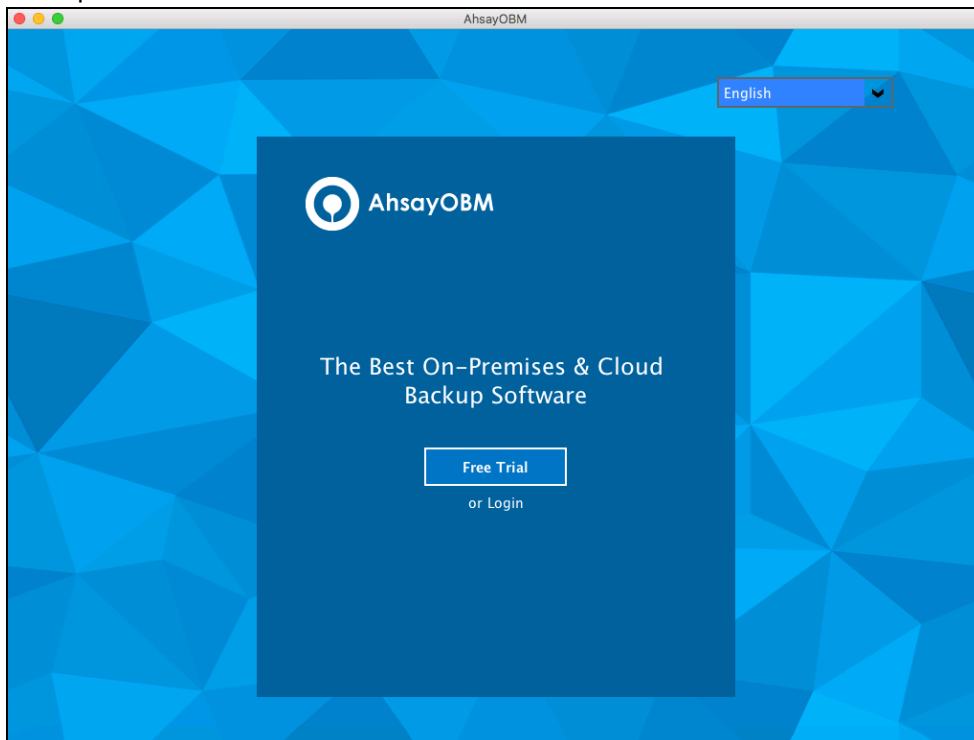 AhsayOBM
English
AhsayOBM
The Best On-Premises & Cloud
Backup Software
Free Trial
or Login